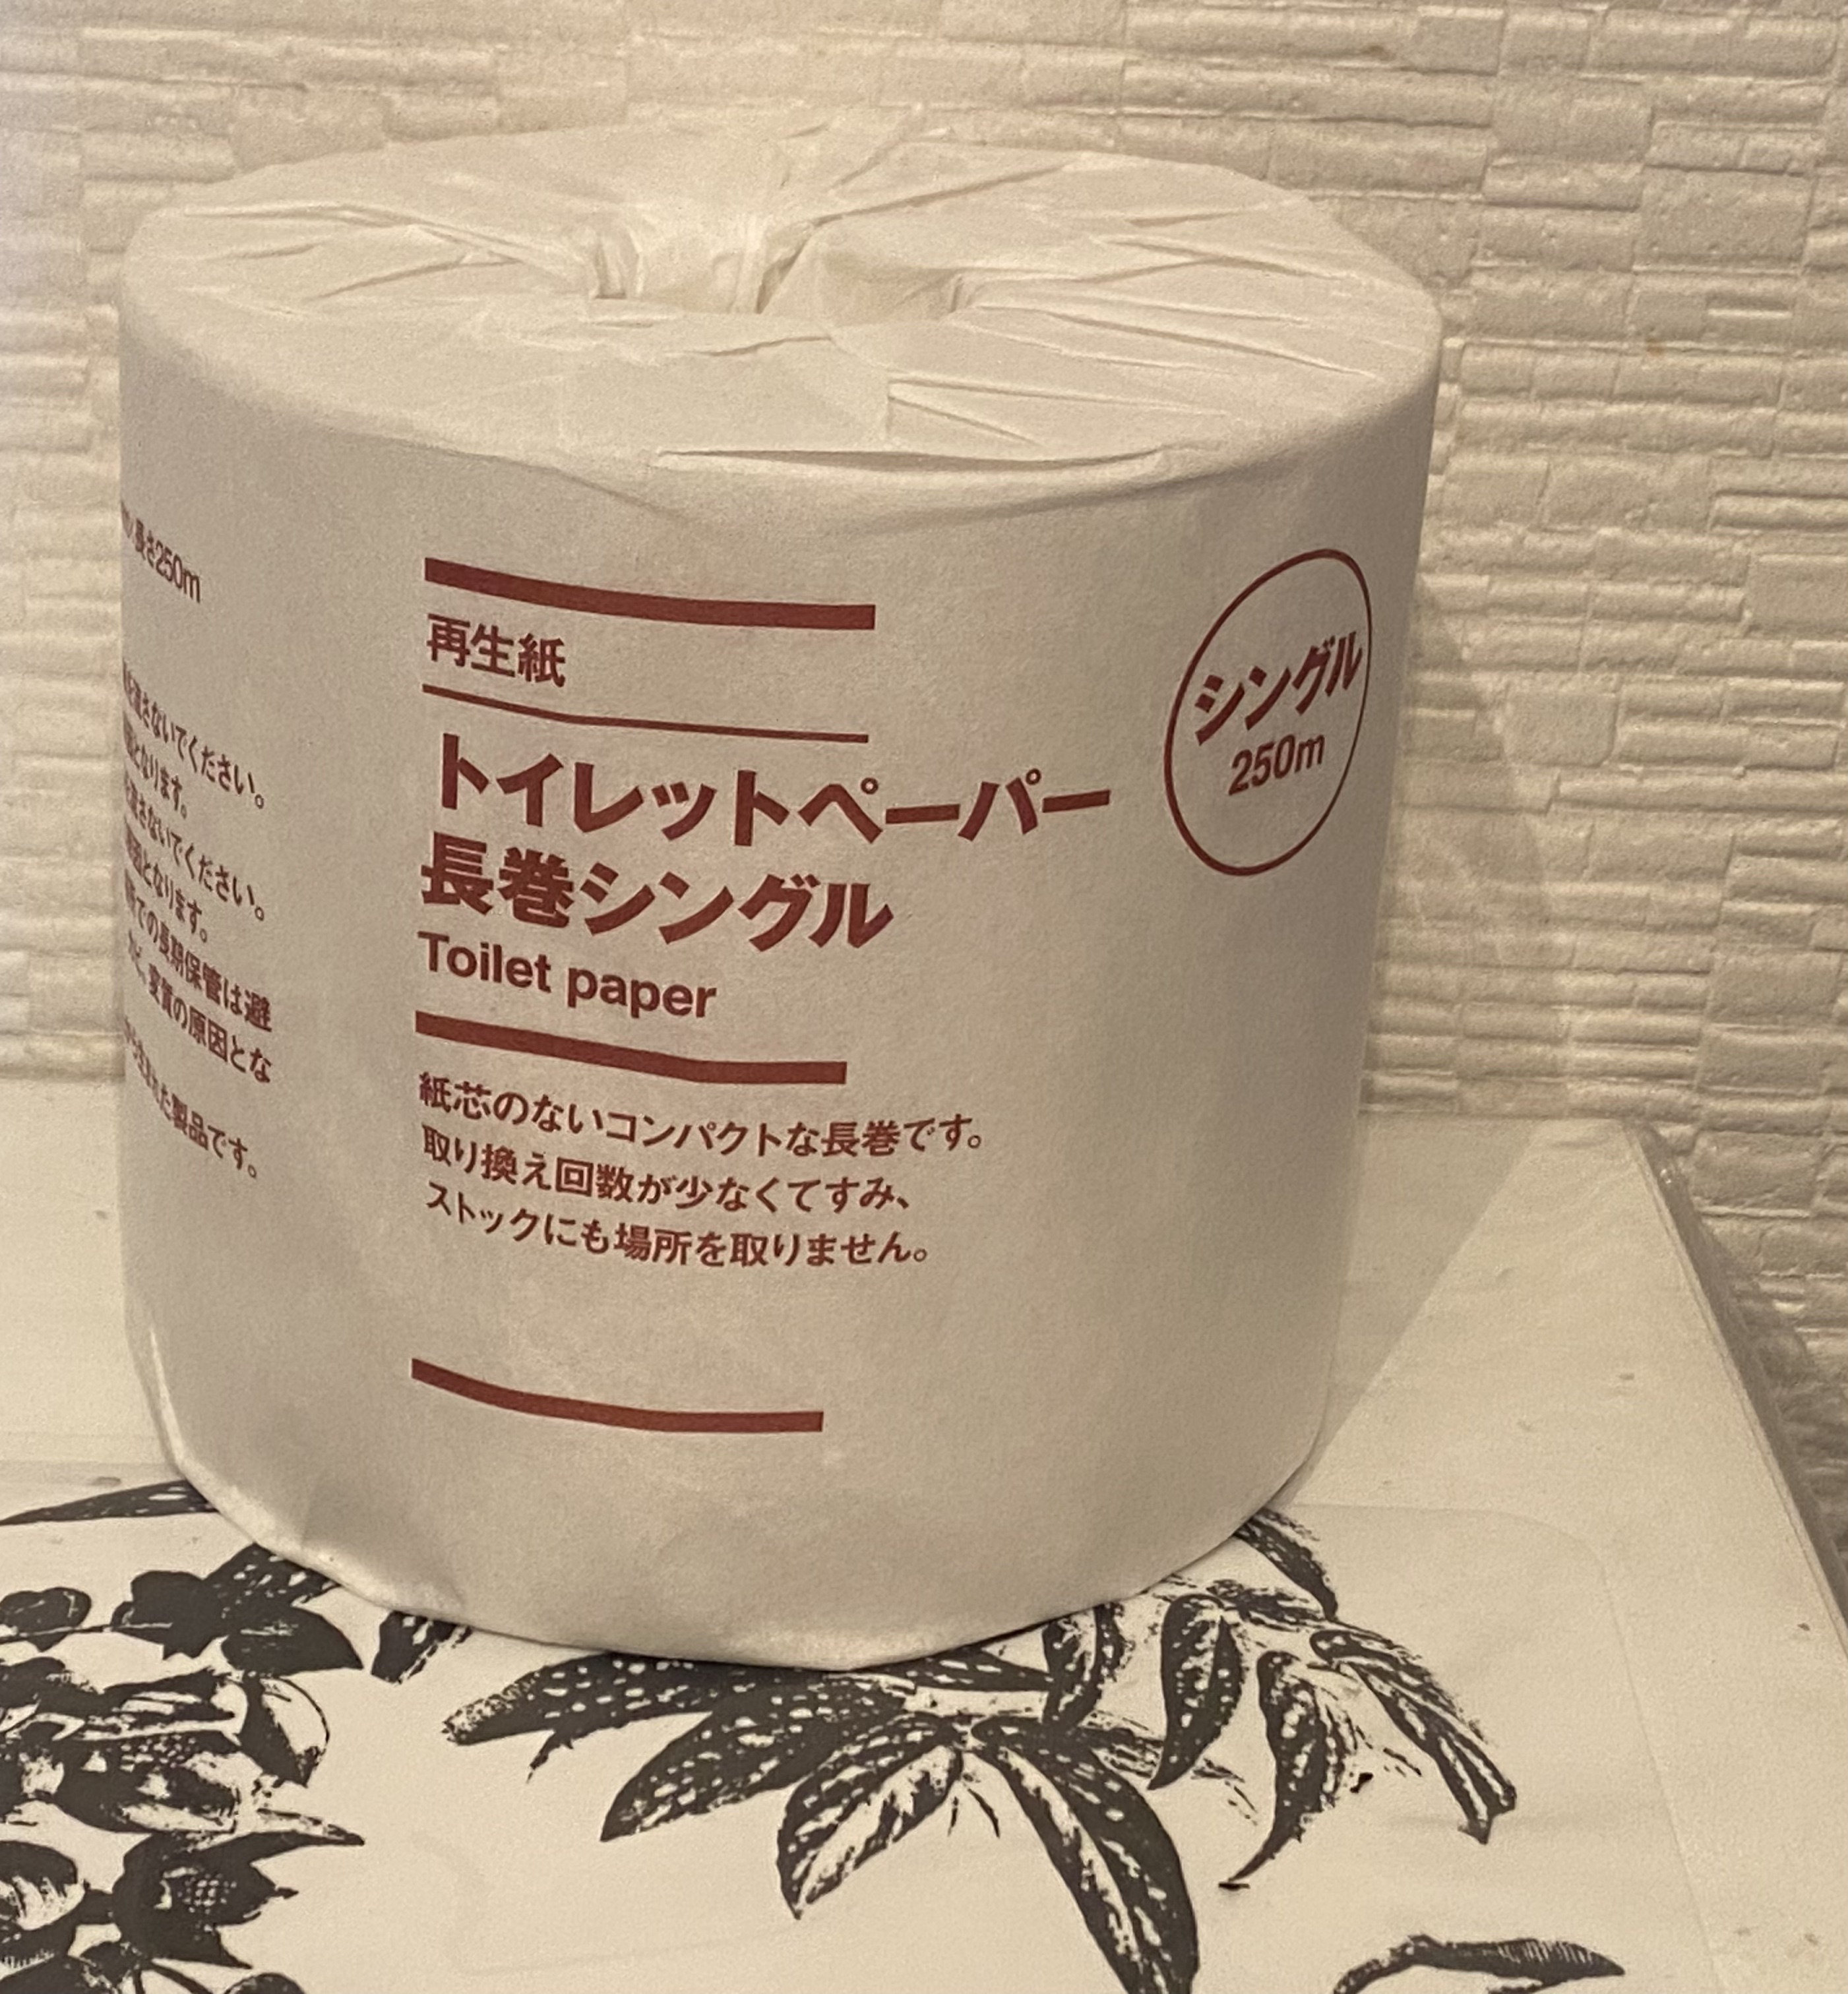 長さ250m
さないでください。
となります。
さないでください。
となります。
での長期保管は避
変質の原因とな
た製品です。
再生紙
トイレットペーパー
長巻シングル
Toilet paper
紙芯のないコンパクトな長巻です。
取り換え回数が少なくてすみ、
ストックにも場所を取りません。
シングル
250m